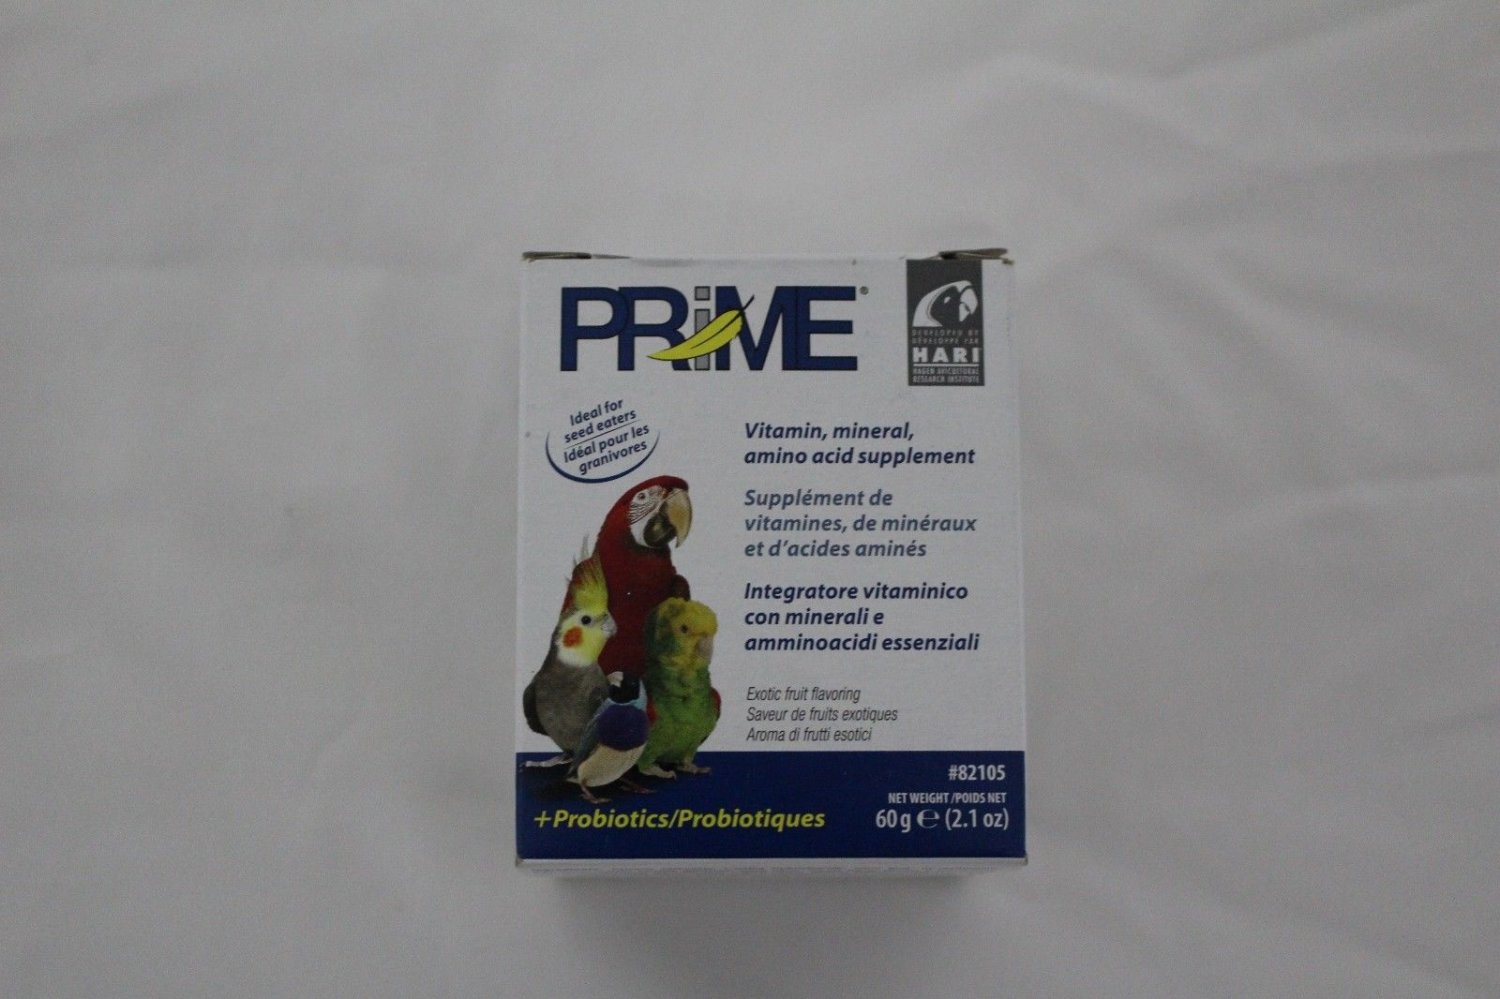 PRiME®
DEVELOPED BY
DÉVELOPPÉ PAR
HARI
HAGEN AVICULTURAL
RESEARCH INSTITUTE
Ideal for
seed eaters
Idéal pour les
granivores
Vitamin, mineral,
amino acid supplement
Supplément de
vitamines, de minéraux
et d'acides aminés
Integratore vitaminico
con minerali e
amminoacidi essenziali
Exotic fruit flavoring
Saveur de fruits exotiques
Aroma di frutti esotici
#82105
NET WEIGHT /POIDS NET
+Probiotics/Probiotiques
60 g ℮ (2.1 oz)